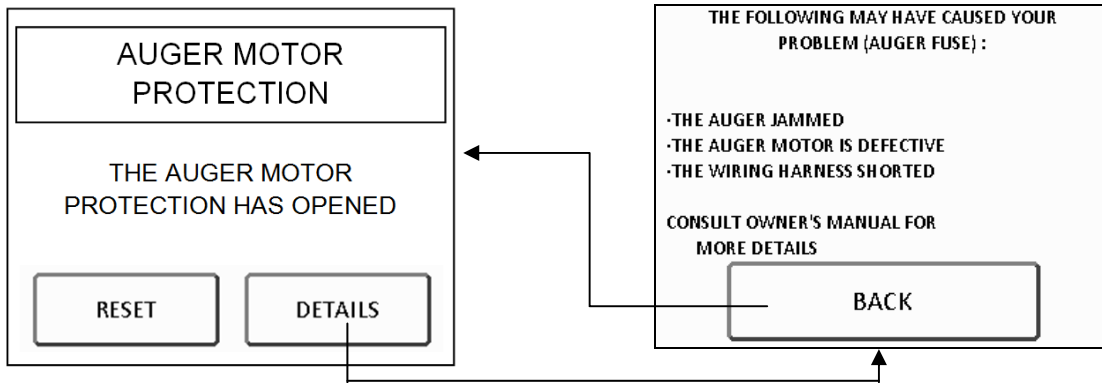 AUGER MOTOR
PROTECTION
THE AUGER MOTOR
PROTECTION HAS OPENED
RESET
DETAILS
THE FOLLOWING MAY HAVE CAUSED YOUR
PROBLEM (AUGER FUSE) :
·THE AUGER JAMMED
·THE AUGER MOTOR IS DEFECTIVE
·THE WIRING HARNESS SHORTED
CONSULT OWNER'S MANUAL FOR
MORE DETAILS
BACK